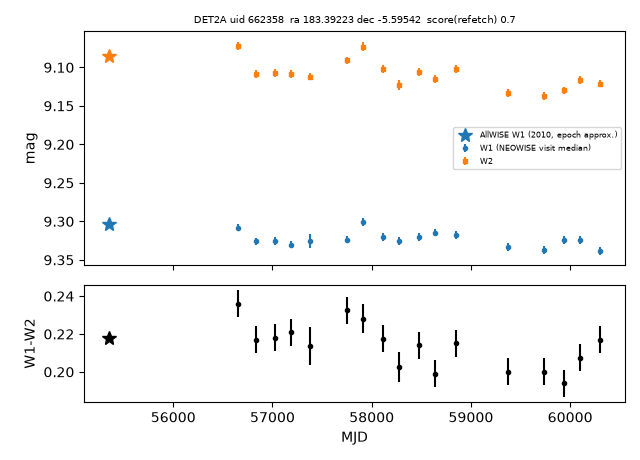 DET2A uid 662358 ra 183.39223 dec -5.59542 score(refetch) 0.7
9.10
9.15
9.20
9.25
9.30
9.35
mag
AllWISE W1 (2010, epoch approx.)
W1 (NEOWISE visit median)
W2
0.24
0.22
0.20
W1-W2
56000
57000
58000
59000
60000
MJD